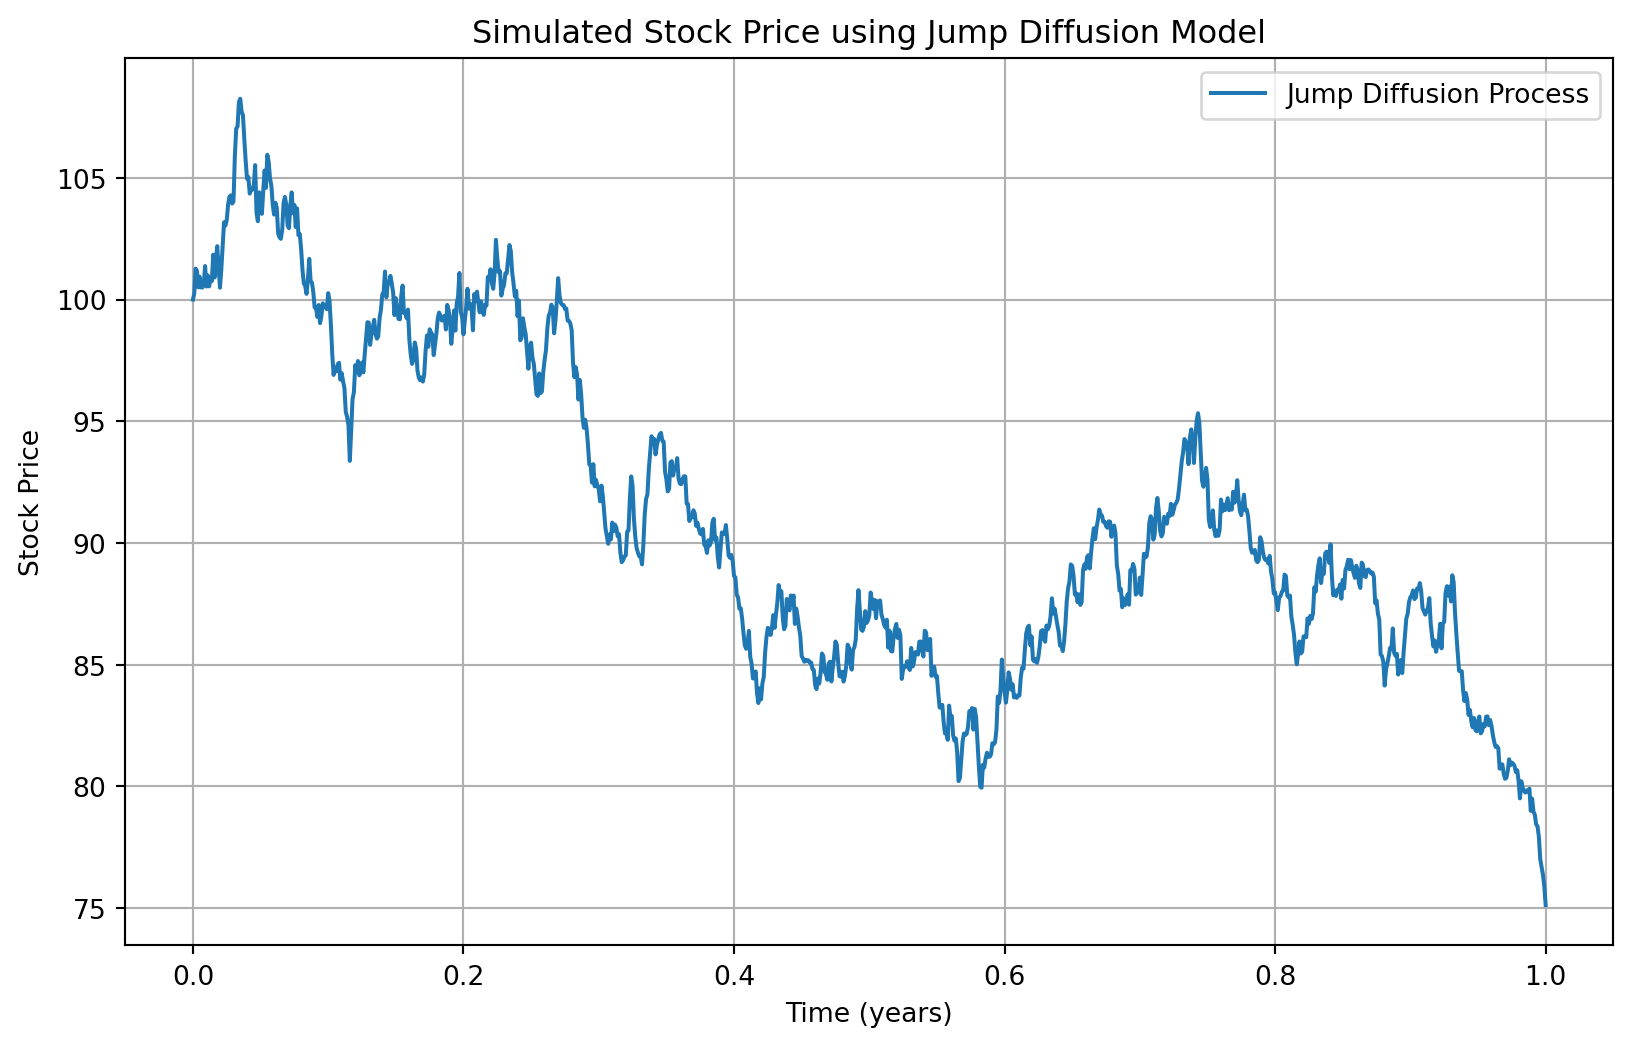 Simulated Stock Price using Jump Diffusion Model
Jump Diffusion Process
Stock Price
105
100
95
90
85
80
75
0.0 0.2 0.4 0.6 0.8 1.0
Time (years)